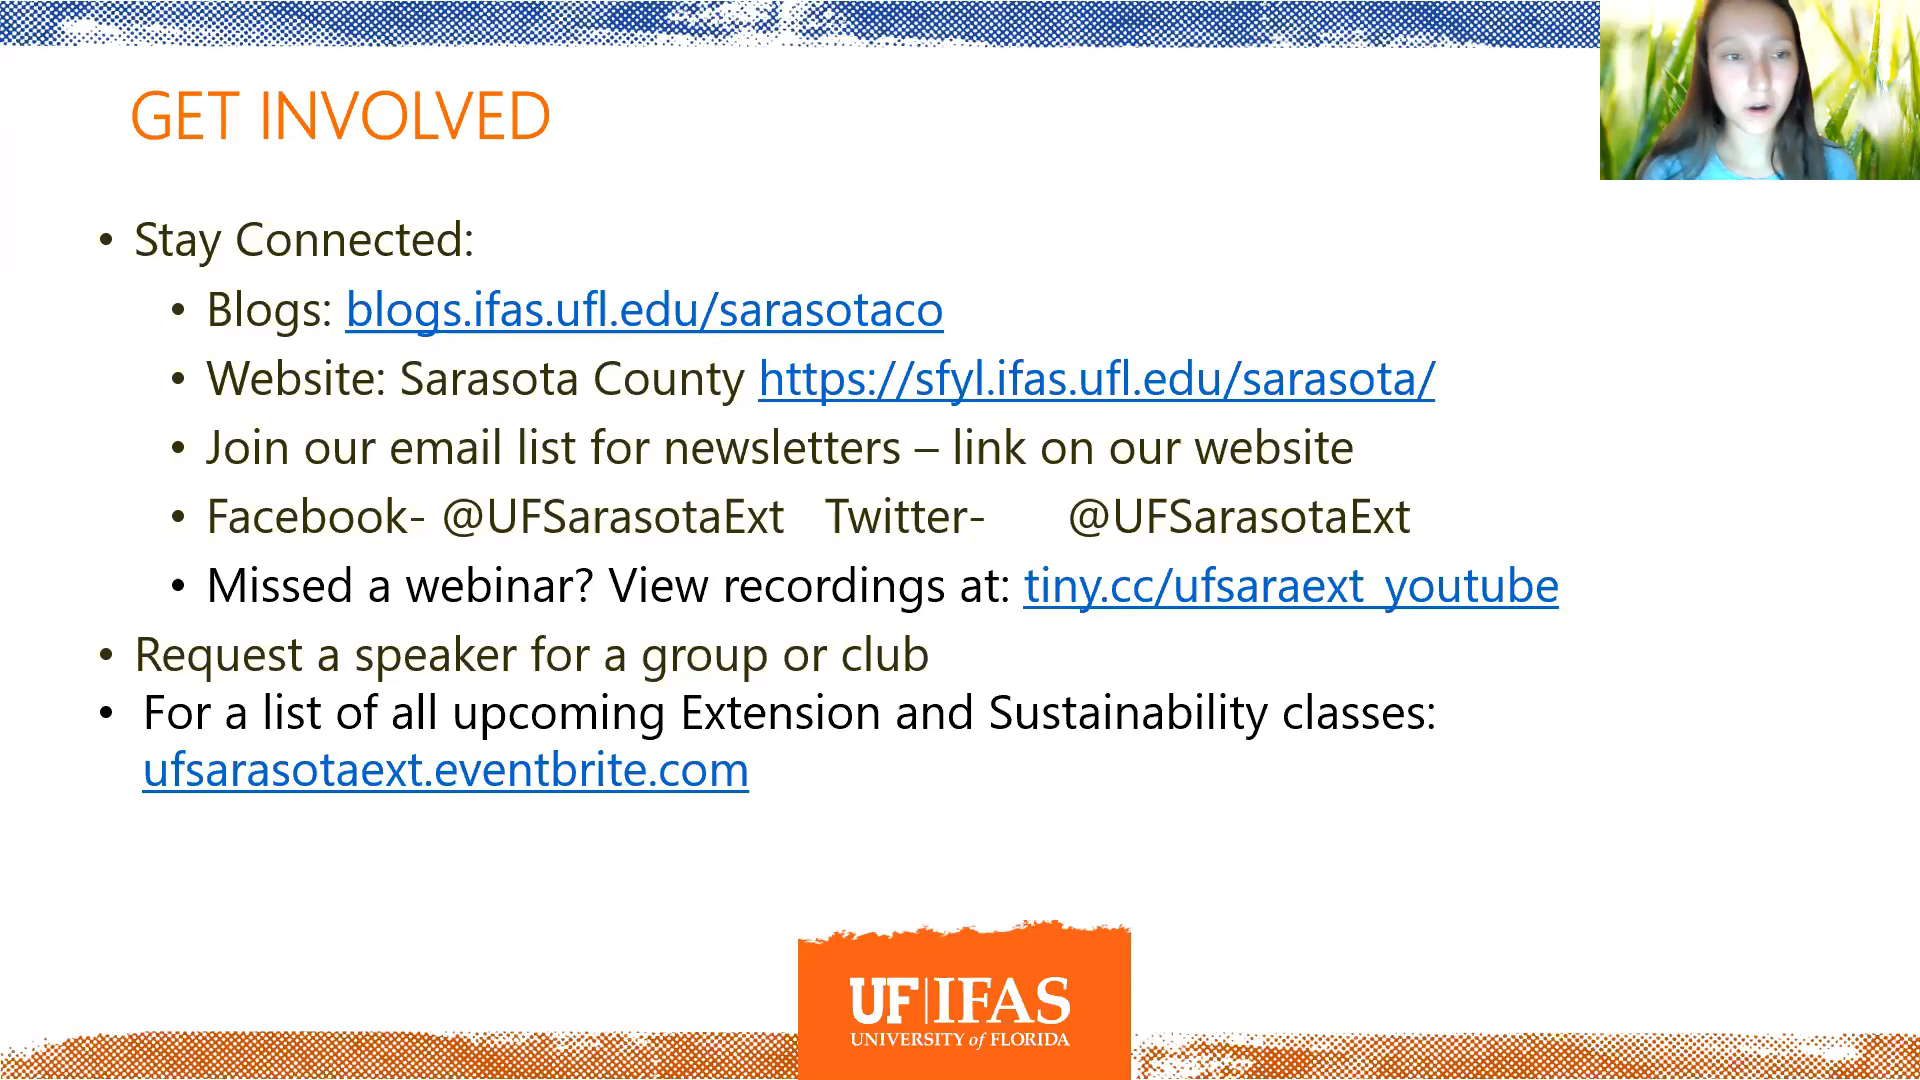 GET INVOLVED
• Stay Connected:
• Blogs: blogs.ifas.ufl.edu/sarasotaco
• Website: Sarasota County https://sfyl.ifas.ufl.edu/sarasota/
• Join our email list for newsletters – link on our website
• Facebook- @UFSarasotaExt Twitter- @UFSarasotaExt
• Missed a webinar? View recordings at: tiny.cc/ufsaraext_youtube
• Request a speaker for a group or club
• For a list of all upcoming Extension and Sustainability classes:
ufsarasotaext.eventbrite.com
UF|IFAS
UNIVERSITY of FLORIDA